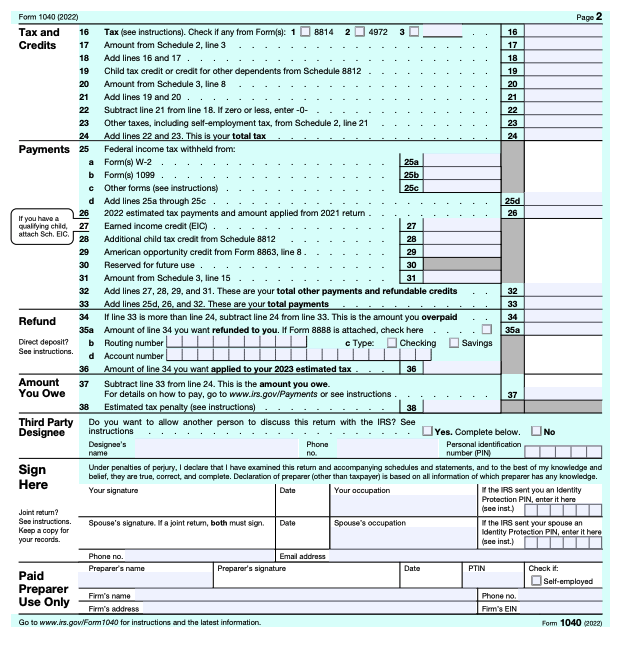 Form 1040 (2022) Page 2
Tax and Credits
16 Tax (see instructions). Check if any from Form(s): 1 8814 2 4972 3 16
17 Amount from Schedule 2, line 3 17
18 Add lines 16 and 17 18
19 Child tax credit or credit for other dependents from Schedule 8812 19
20 Amount from Schedule 3, line 8 20
21 Add lines 19 and 20 21
22 Subtract line 21 from line 18. If zero or less, enter -0- 22
23 Other taxes, including self-employment tax, from Schedule 2, line 21 23
24 Add lines 22 and 23. This is your total tax 24
Payments
25 Federal income tax withheld from:
a Form(s) W-2 25a
b Form(s) 1099 25b
c Other forms (see instructions) 25c
d Add lines 25a through 25c 25d
If you have a
qualifying child,
attach Sch. EIC.
26 2022 estimated tax payments and amount applied from 2021 return 26
27 Earned income credit (EIC) 27
28 Additional child tax credit from Schedule 8812 28
29 American opportunity credit from Form 8863, line 8 29
30 Reserved for future use 30
31 Amount from Schedule 3, line 15 31
32 Add lines 27, 28, 29, and 31. These are your total other payments and refundable credits 32
33 Add lines 25d, 26, and 32. These are your total payments 33
Refund
Direct deposit?
See instructions.
34 If line 33 is more than line 24, subtract line 24 from line 33. This is the amount you overpaid 34
35a Amount of line 34 you want refunded to you. If Form 8888 is attached, check here 35a
b Routing number c Type: Checking Savings
d Account number
36 Amount of line 34 you want applied to your 2023 estimated tax 36
Amount
You Owe
37 Subtract line 33 from line 24. This is the amount you owe.
For details on how to pay, go to www.irs.gov/Payments or see instructions 37
38 Estimated tax penalty (see instructions) 38
Third Party
Designee
Do you want to allow another person to discuss this return with the IRS? See
instructions Yes. Complete below. No
Designee's
name
Phone
no.
Personal identification
number (PIN)
Sign
Here
Joint return?
See instructions.
Keep a copy for
your records.
Under penalties of perjury, I declare that I have examined this return and accompanying schedules and statements, and to the best of my knowledge and
belief, they are true, correct, and complete. Declaration of preparer (other than taxpayer) is based on all information of which preparer has any knowledge.
Your signature Date Your occupation
If the IRS sent you an Identity
Protection PIN, enter it here
(see inst.)
Spouse's signature. If a joint return, both must sign. Date Spouse's occupation
If the IRS sent your spouse an
Identity Protection PIN, enter it here
(see inst.)
Phone no. Email address
Paid
Preparer
Use Only
Preparer's name Preparer's signature Date PTIN Check if:
Self-employed
Firm's name Phone no.
Firm's address Firm's EIN
Go to www.irs.gov/Form1040 for instructions and the latest information. Form 1040 (2022)